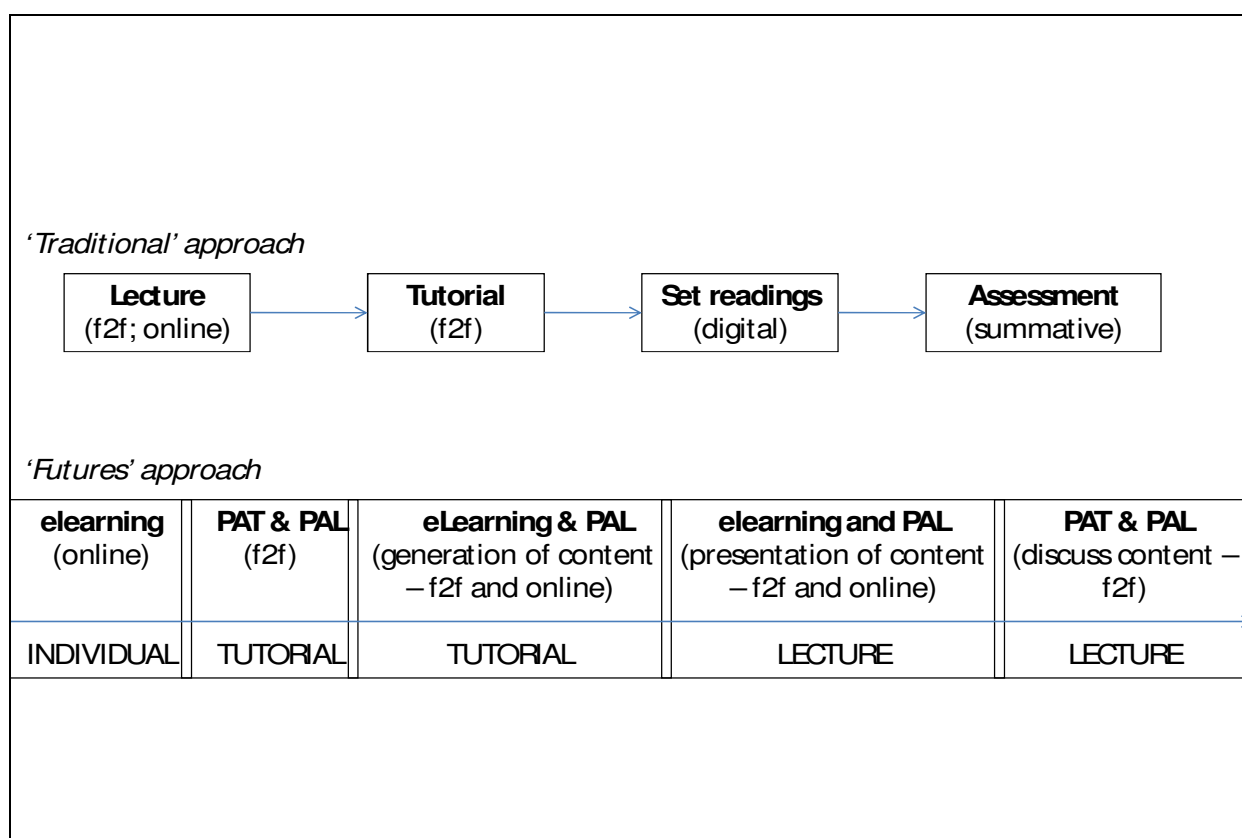 ‘Traditional’ approach
Lecture
(f2f; online)
Tutorial
(f2f)
Set readings
(digital)
Assessment
(summative)
‘Futures’ approach
elearning
(online)
PAT & PAL
(f2f)
eLearning & PAL
(generation of content
– f2f and online)
elearning and PAL
(presentation of content
– f2f and online)
PAT & PAL
(discuss content –
f2f)
INDIVIDUAL
TUTORIAL
TUTORIAL
LECTURE
LECTURE